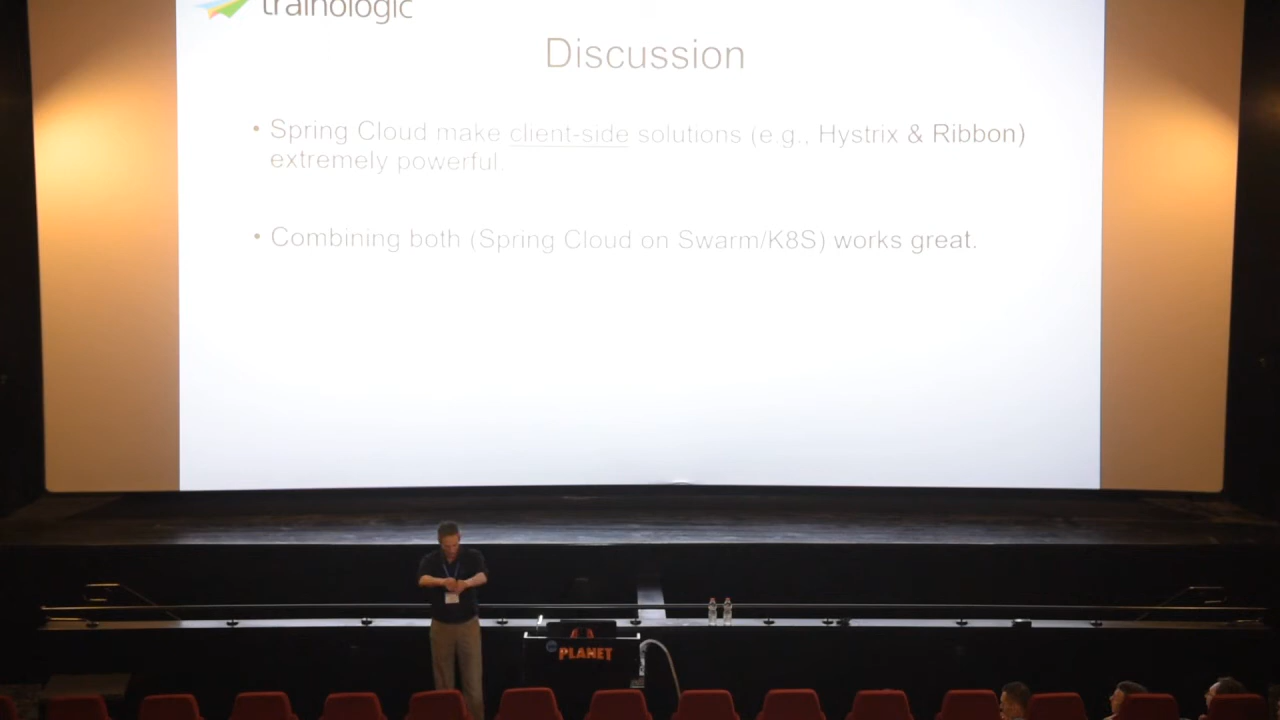 trainologic
Discussion
• Spring Cloud make client-side solutions (e.g., Hystrix & Ribbon)
extremely powerful.
• Combining both (Spring Cloud on Swarm/K8S) works great.
PLANET